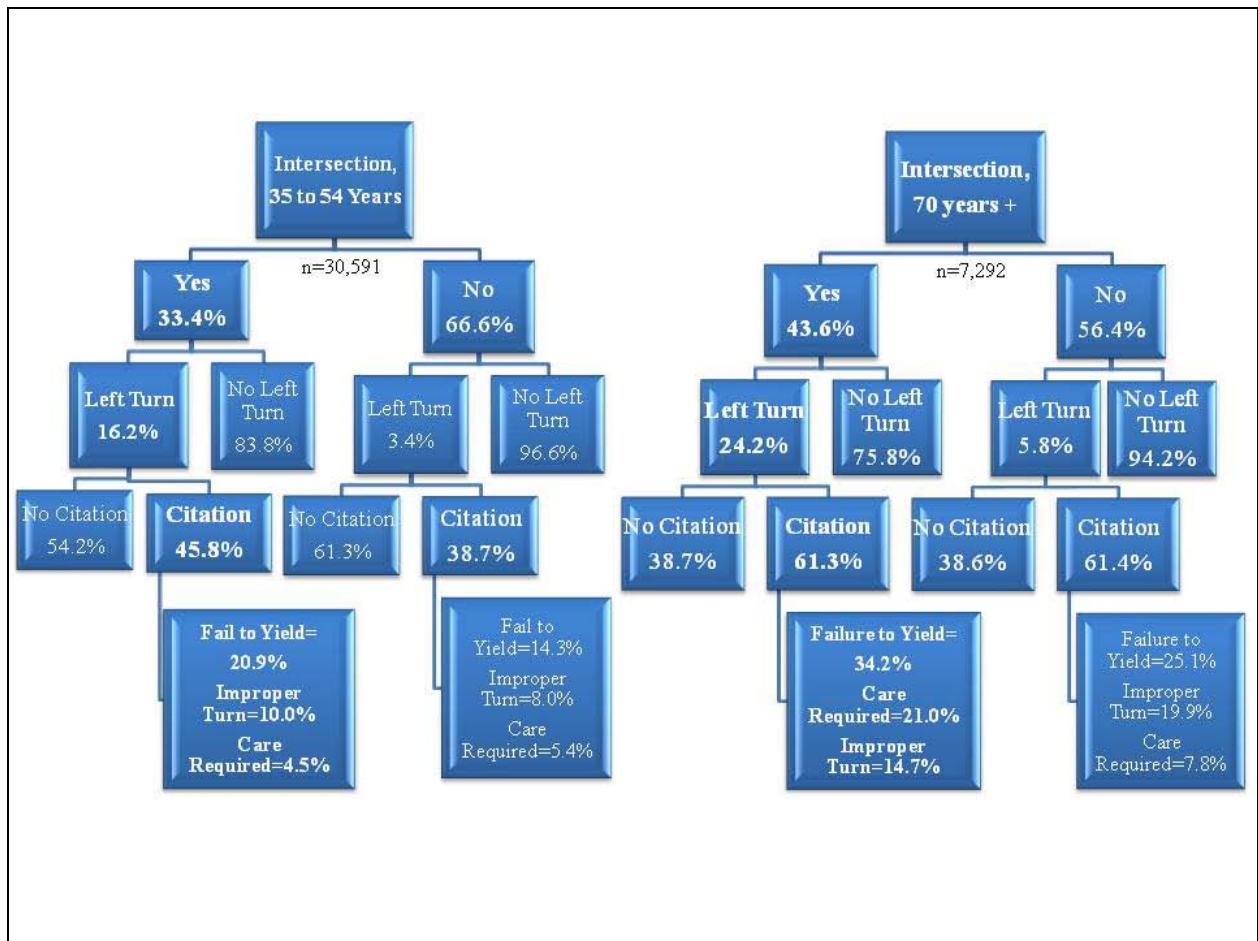 Intersection,
35 to 54 Years
n=30,591
Yes
33.4%
No
66.6%
Left Turn
16.2%
No Left
Turn
83.8%
Left Turn
3.4%
No Left
Turn
96.6%
No Citation
54.2%
Citation
45.8%
No Citation
61.3%
Citation
38.7%
Fail to Yield=
20.9%
Improper
Turn=10.0%
Care
Required=4.5%
Fail to
Yield=14.3%
Improper
Turn=8.0%
Care
Required=5.4%
Intersection,
70 years +
n=7,292
Yes
43.6%
No
56.4%
Left Turn
24.2%
No Left
Turn
75.8%
Left Turn
5.8%
No Left
Turn
94.2%
No Citation
38.7%
Citation
61.3%
No Citation
38.6%
Citation
61.4%
Failure to Yield=
34.2%
Care
Required=21.0%
Improper
Turn=14.7%
Failure to
Yield=25.1%
Improper
Turn=19.9%
Care
Required=7.8%